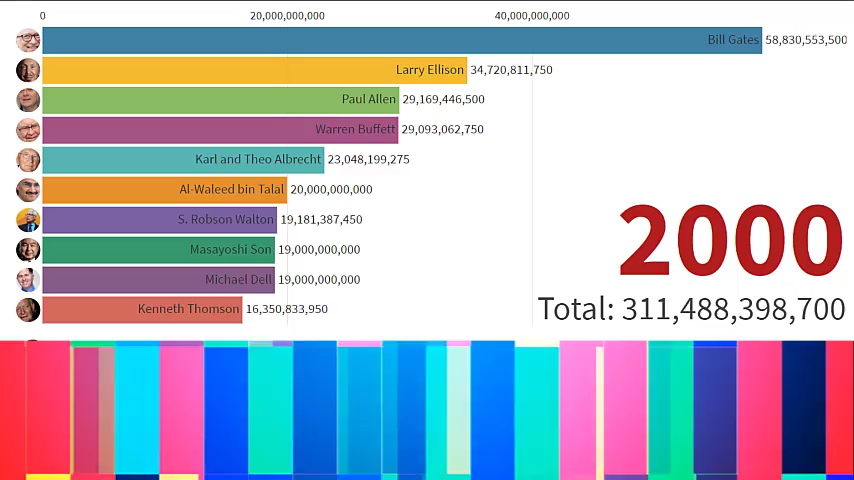 0 20,000,000,000 40,000,000,000
Bill Gates 58,830,553,500
Larry Ellison 34,720,811,750
Paul Allen 29,169,446,500
Warren Buffett 29,093,062,750
Karl and Theo Albrecht 23,048,199,275
Al-Waleed bin Talal 20,000,000,000
S. Robson Walton 19,181,387,450
Masayoshi Son 19,000,000,000
Michael Dell 19,000,000,000
Kenneth Thomson 16,350,833,950
2000
Total: 311,488,398,700